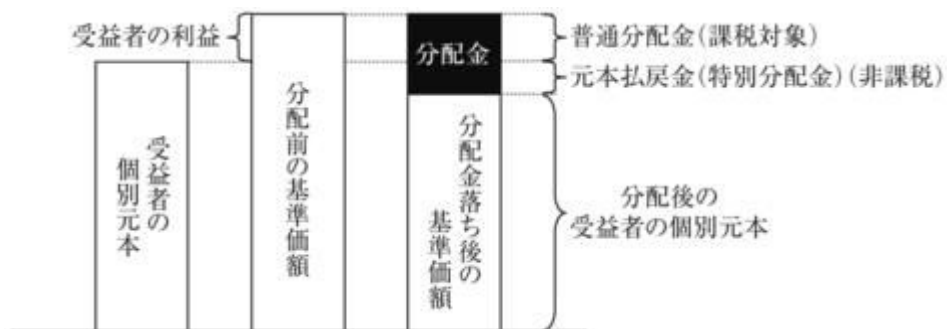 受益者の利益
普通分配金(課税対象)
分配金
元本払戻金(特別分配金)(非課税)
受益者の
個別元本
分配前の基準価額
分配金落ち後の
基準価額
分配後の
受益者の個別元本